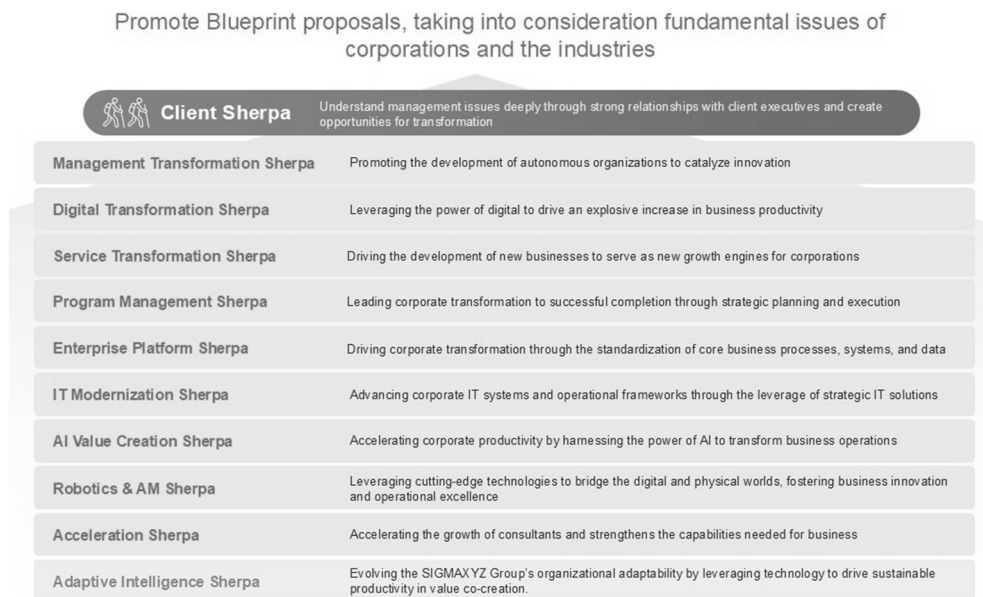 Promote Blueprint proposals, taking into consideration fundamental issues of
corporations and the industries
Client Sherpa
Understand management issues deeply through strong relationships with client executives and create
opportunities for transformation
Management Transformation Sherpa
Promoting the development of autonomous organizations to catalyze innovation
Digital Transformation Sherpa
Leveraging the power of digital to drive an explosive increase in business productivity
Service Transformation Sherpa
Driving the development of new businesses to serve as new growth engines for corporations
Program Management Sherpa
Leading corporate transformation to successful completion through strategic planning and execution
Enterprise Platform Sherpa
Driving corporate transformation through the standardization of core business processes, systems, and data
IT Modernization Sherpa
Advancing corporate IT systems and operational frameworks through the leverage of strategic IT solutions
AI Value Creation Sherpa
Accelerating corporate productivity by harnessing the power of AI to transform business operations
Robotics & AM Sherpa
Leveraging cutting-edge technologies to bridge the digital and physical worlds, fostering business innovation
and operational excellence
Acceleration Sherpa
Accelerating the growth of consultants and strengthens the capabilities needed for business
Adaptive Intelligence Sherpa
Evolving the SIGMAXYZ Group's organizational adaptability by leveraging technology to drive sustainable
productivity in value co-creation.